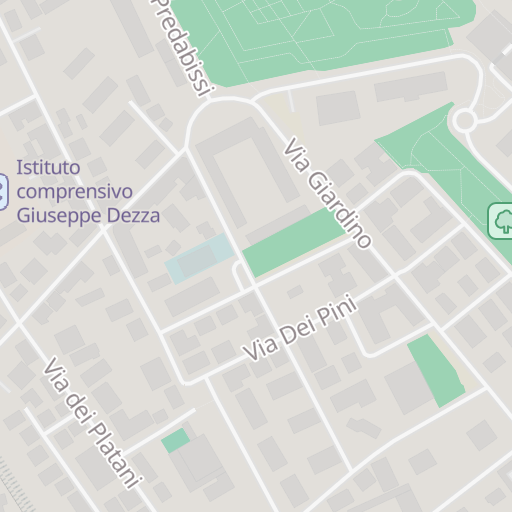 Predabissi
Istituto
comprensivo
Giuseppe Dezza
Via Giardino
Via Dei Pini
Via dei Platani